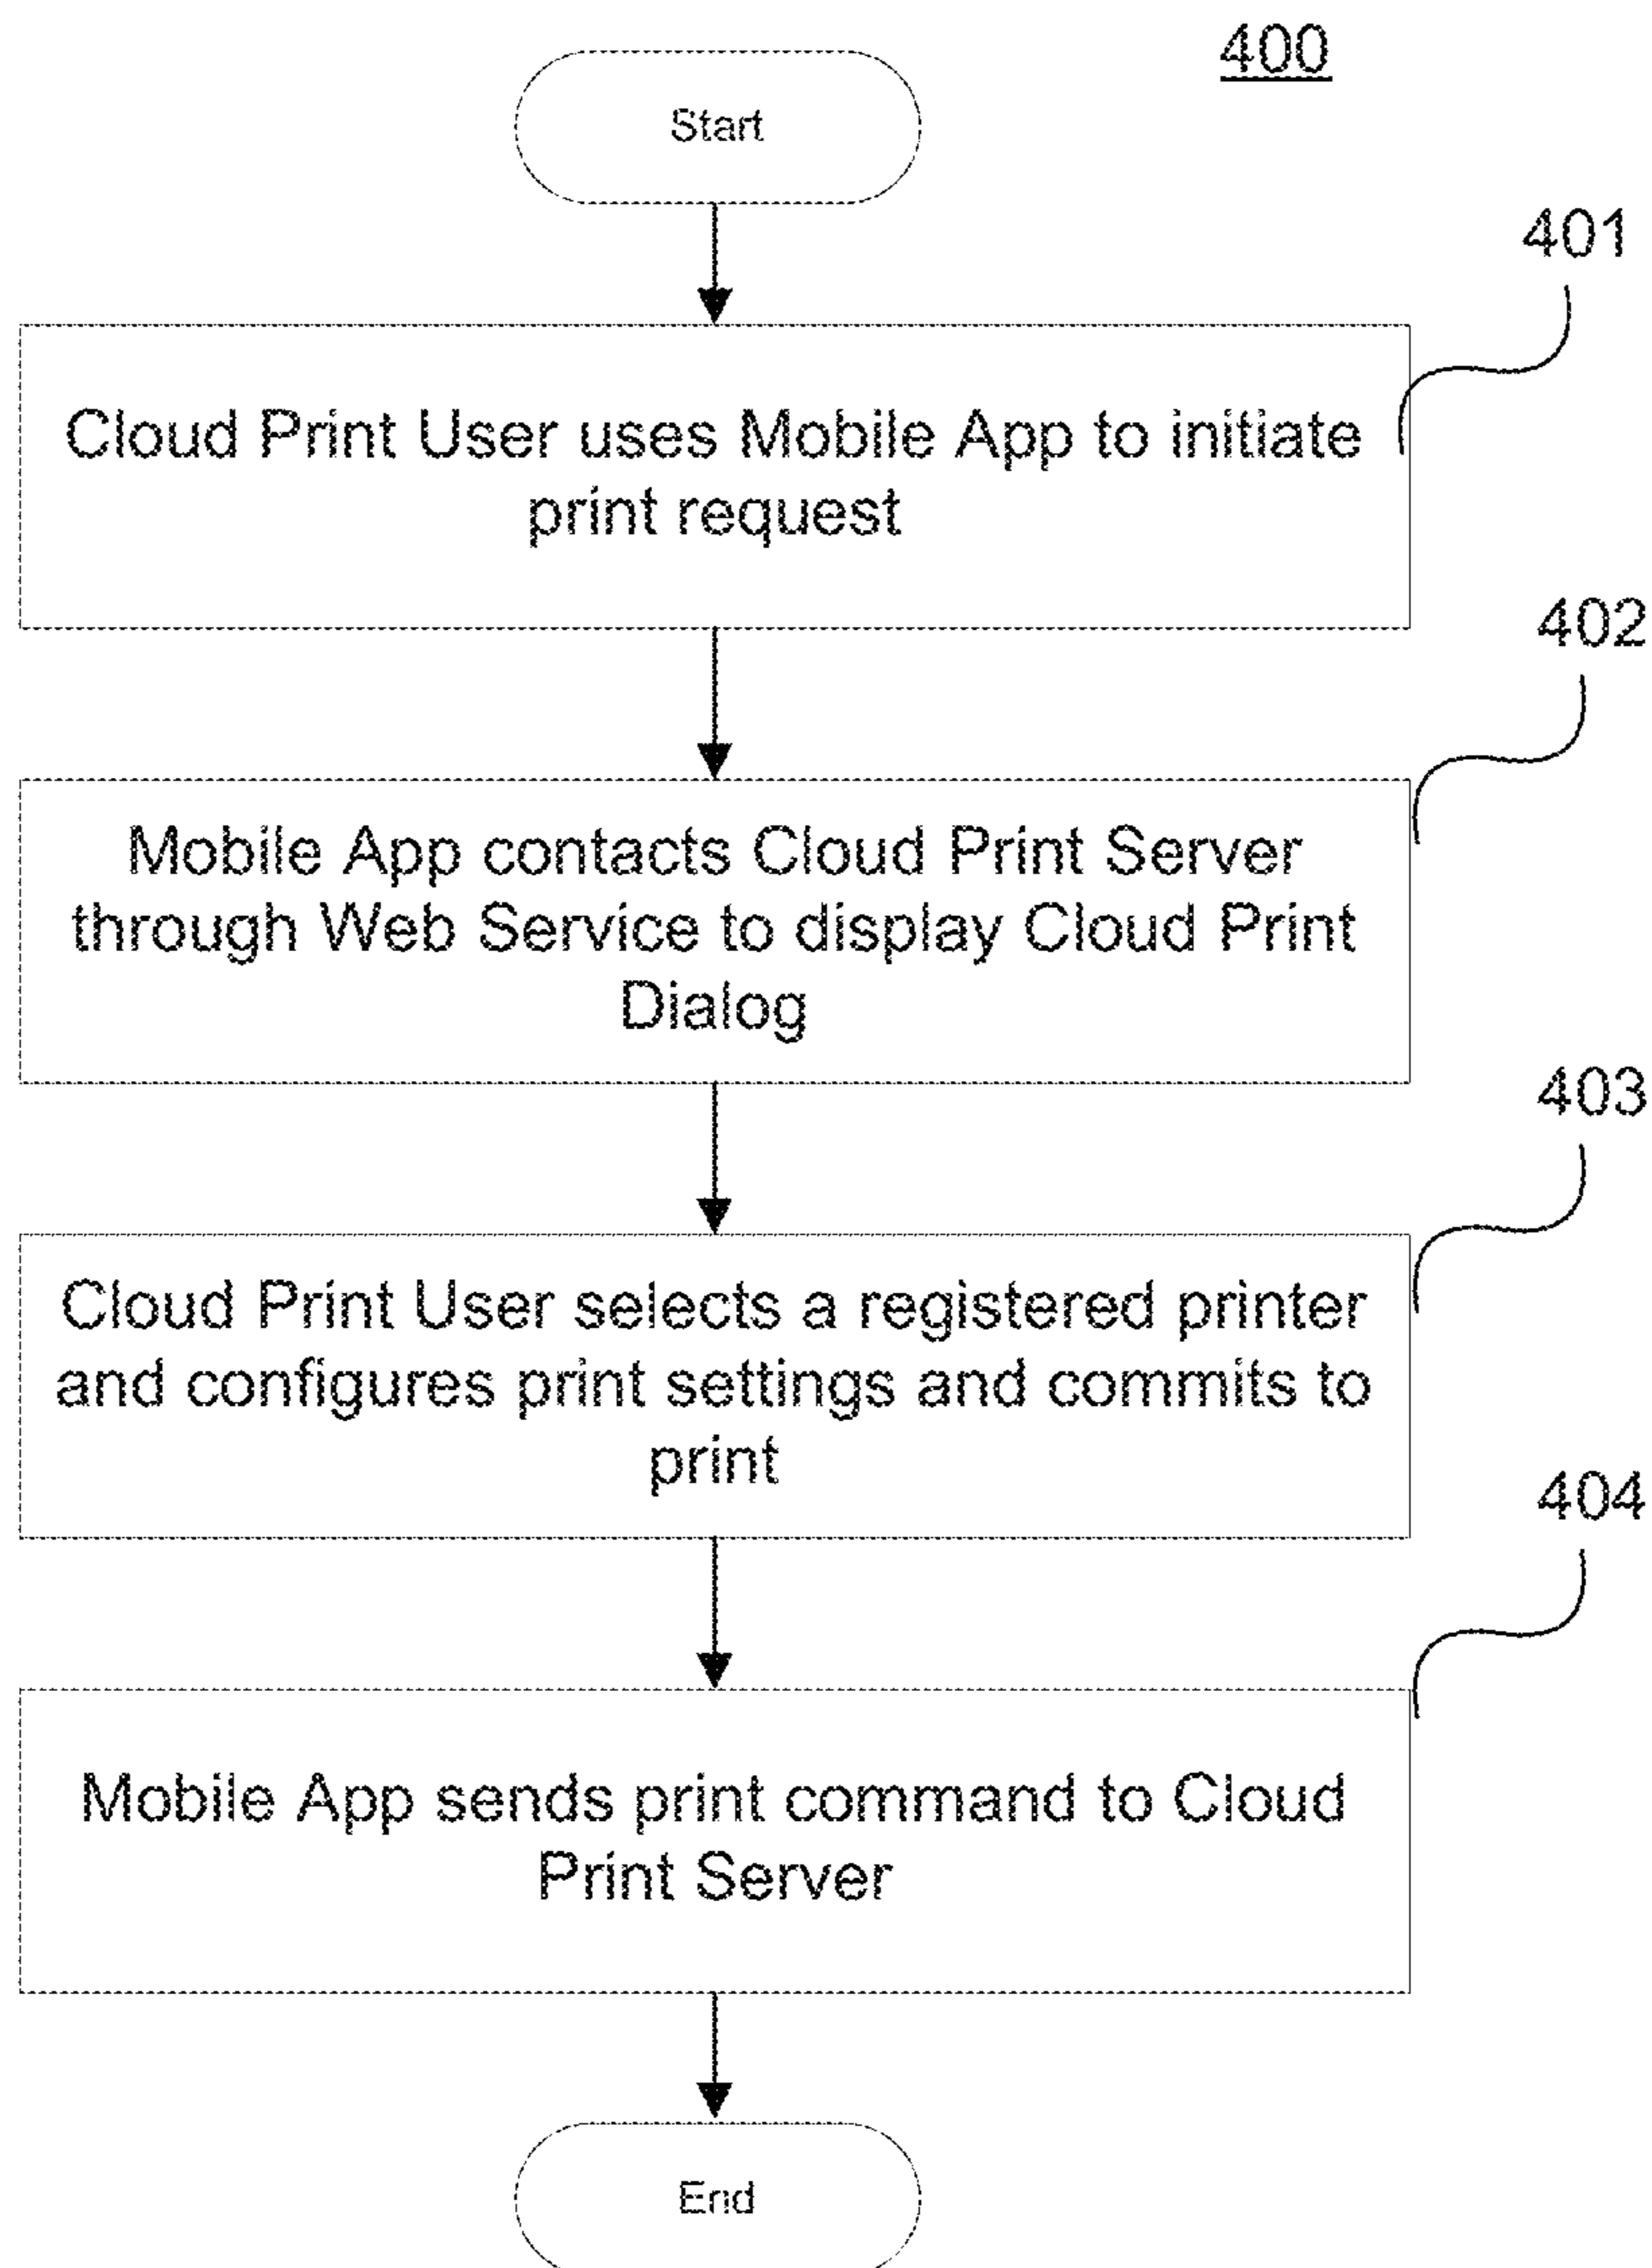 400
Start
401
Cloud Print User uses Mobile App to initiate
print request
402
Mobile App contacts Cloud Print Server
through Web Service to display Cloud Print
Dialog
403
Cloud Print User selects a registered printer
and configures print settings and commits to
print
404
Mobile App sends print command to Cloud
Print Server
End